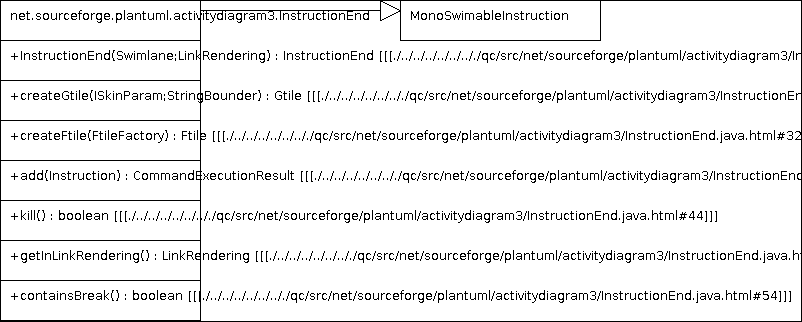 net.sourceforge.plantuml.activitydiagram3.InstructionEnd
MonoSwimableInstruction
+InstructionEnd(Swimlane;LinkRendering) : InstructionEnd [[[./../../../../../../../qc/src/net/sourceforge/plantuml/activitydiagram3/In
+createGtile(ISkinParam;StringBounder) : Gtile [[[./../../../../../../../qc/src/net/sourceforge/plantuml/activitydiagram3/InstructionEn
+createFtile(FtileFactory) : Ftile [[[./../../../../../../../qc/src/net/sourceforge/plantuml/activitydiagram3/InstructionEnd.java.html#32
+add(Instruction) : CommandExecutionResult [[[./../../../../../../../qc/src/net/sourceforge/plantuml/activitydiagram3/InstructionEnd
+kill() : boolean [[[./../../../../../../../qc/src/net/sourceforge/plantuml/activitydiagram3/InstructionEnd.java.html#44]]]
+getInLinkRendering() : LinkRendering [[[./../../../../../../../qc/src/net/sourceforge/plantuml/activitydiagram3/InstructionEnd.java.h
+containsBreak() : boolean [[[./../../../../../../../qc/src/net/sourceforge/plantuml/activitydiagram3/InstructionEnd.java.html#54]]]